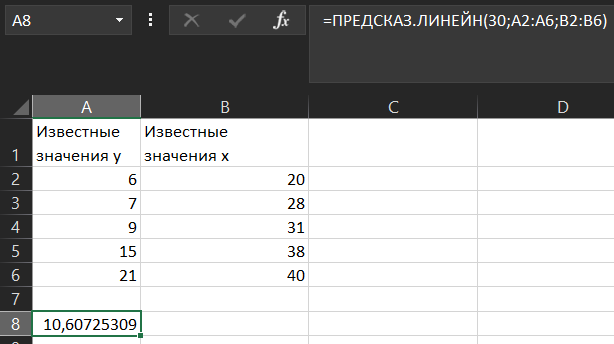 A8 fx =ПРЕДСКАЗ.ЛИНЕЙН(30;A2:A6;B2:B6)
A B C D
1 Известные значения y Известные значения x
2 6 20
3 7 28
4 9 31
5 15 38
6 21 40
7
8 10,60725309